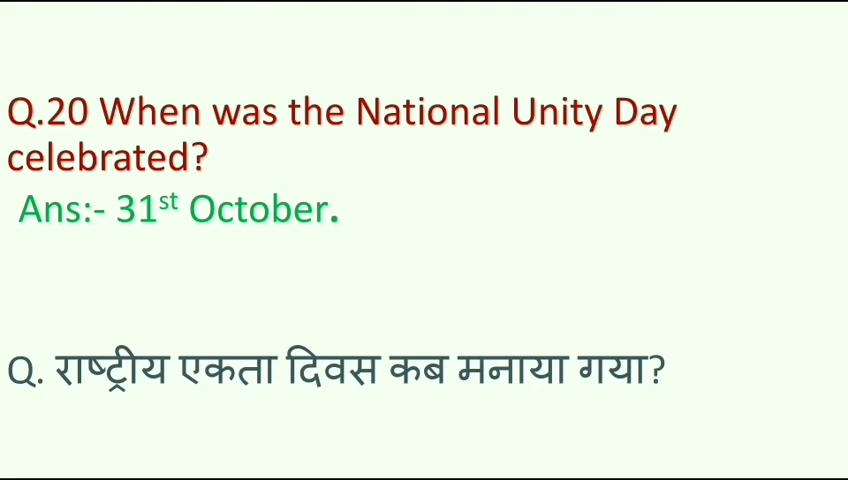 Q.20 When was the National Unity Day
celebrated?
Ans:- 31st October.
Q. राष्ट्रीय एकता दिवस कब मनाया गया?